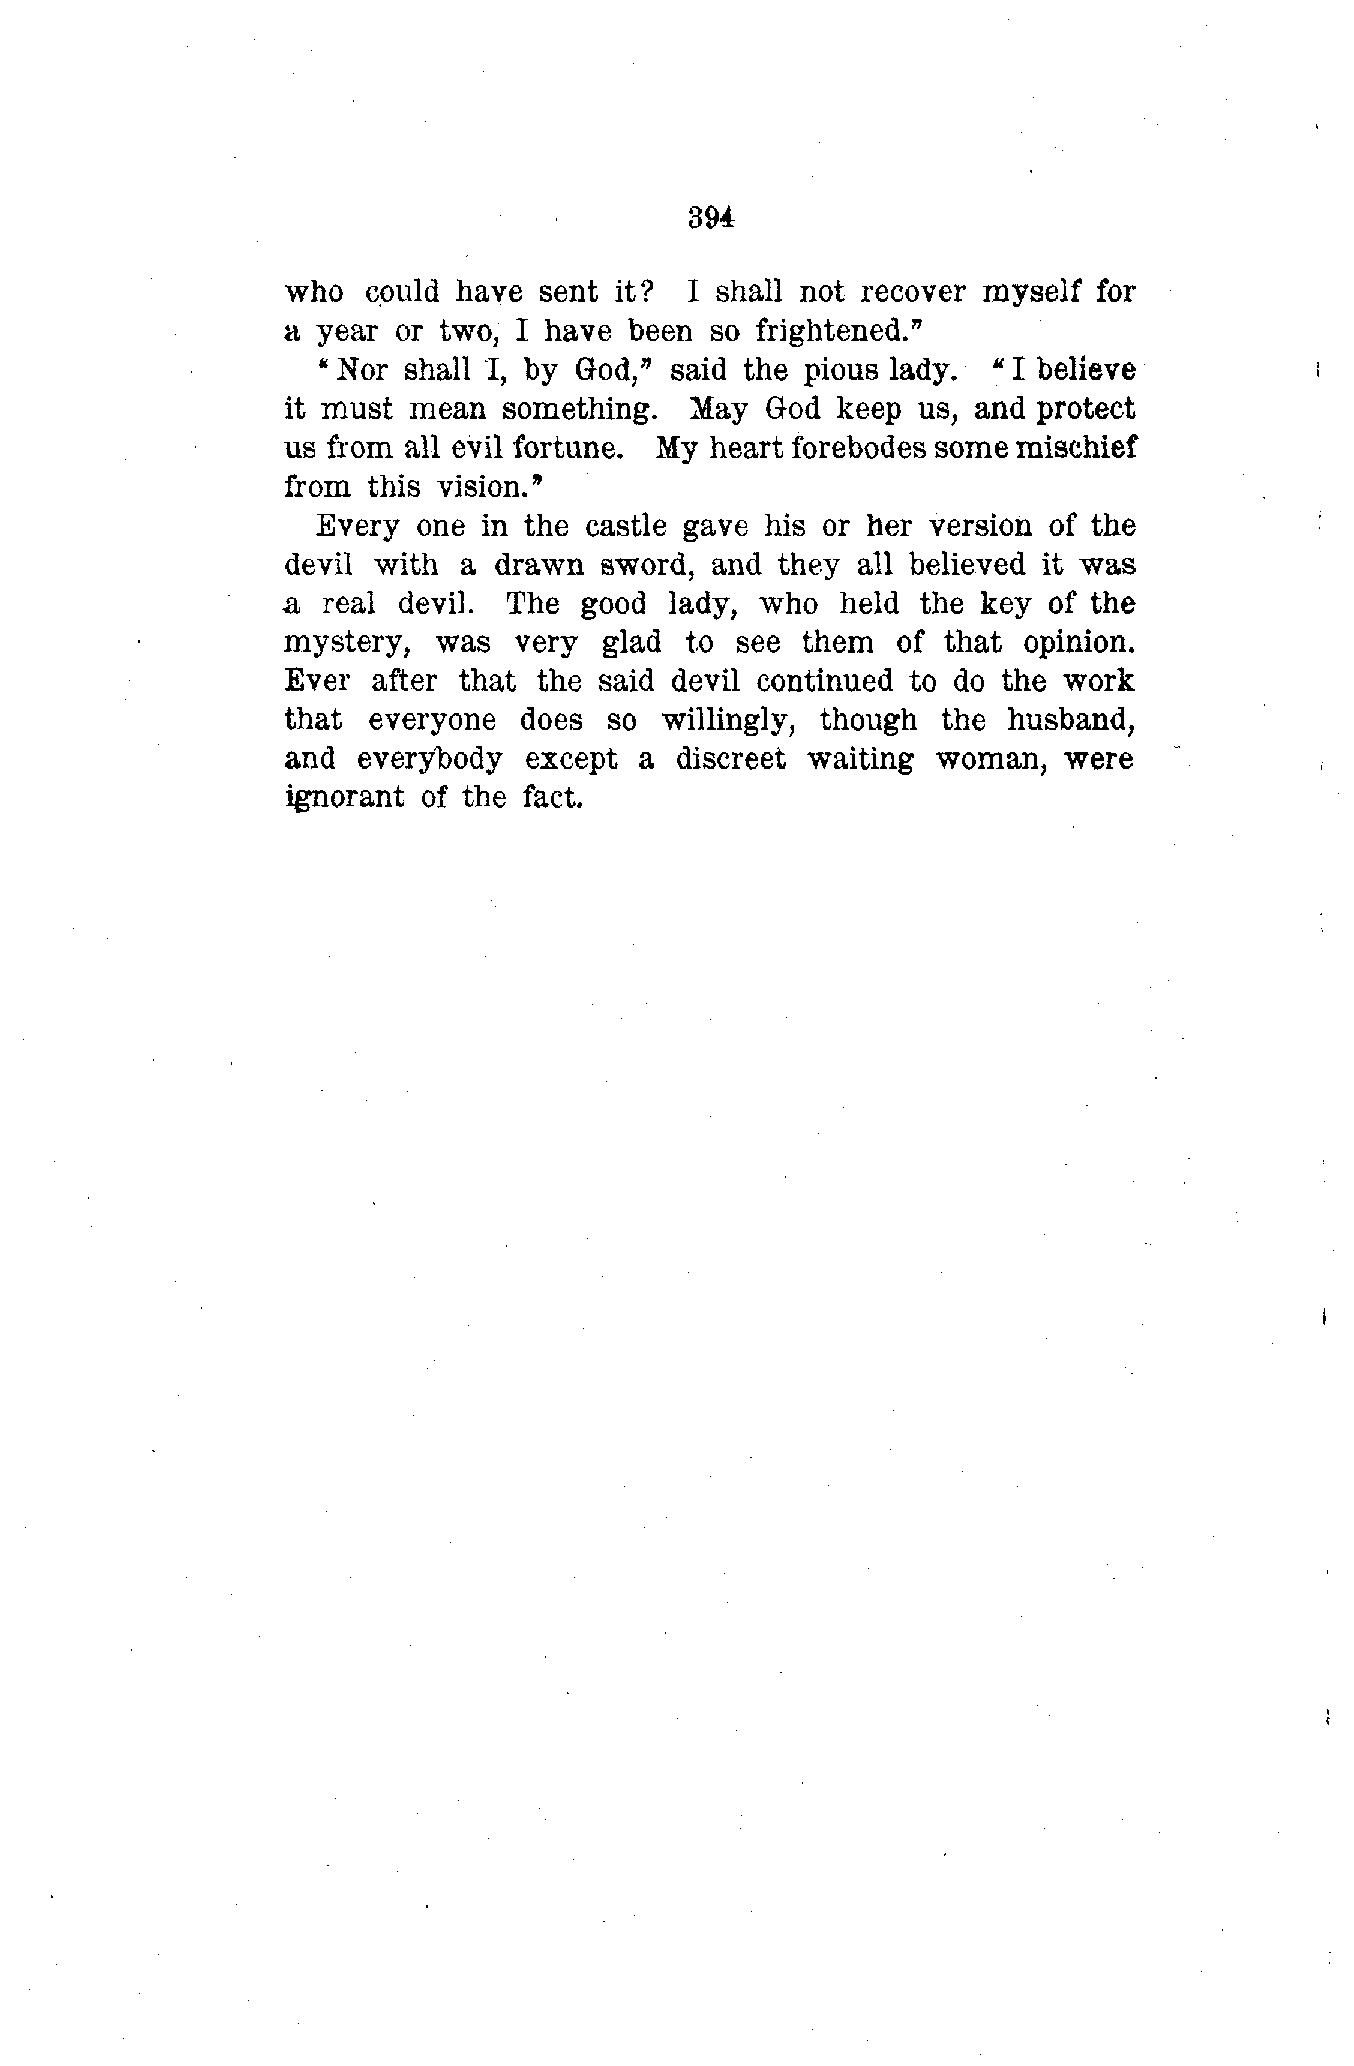 394
who could have sent it? I shall not recover myself for
a year or two, I have been so frightened."
"Nor shall I, by God," said the pious lady. "I believe
it must mean something. May God keep us, and protect
us from all evil fortune. My heart forebodes some mischief
from this vision."
Every one in the castle gave his or her version of the
devil with a drawn sword, and they all believed it was
a real devil. The good lady, who held the key of the
mystery, was very glad to see them of that opinion.
Ever after that the said devil continued to do the work
that everyone does so willingly, though the husband,
and everybody except a discreet waiting woman, were
ignorant of the fact.